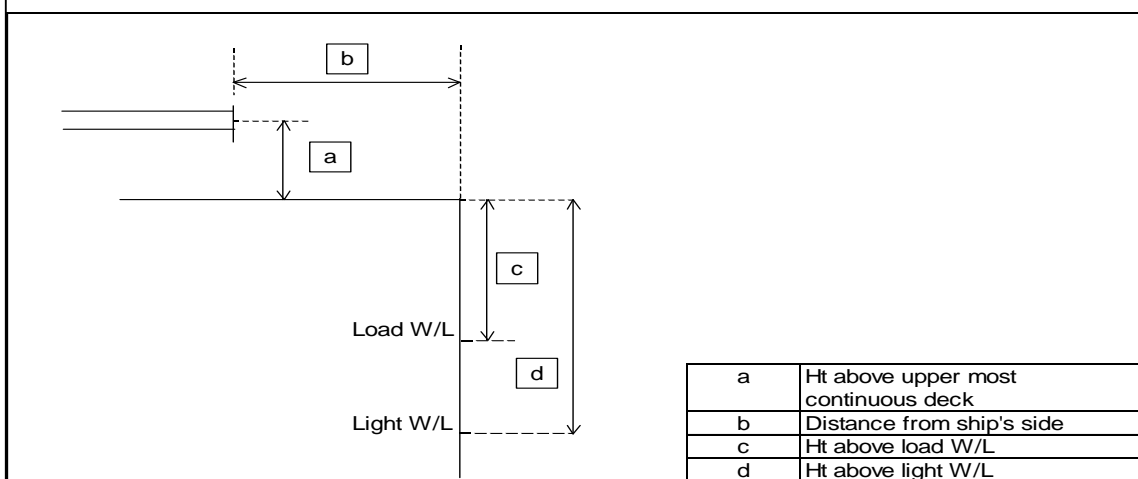 b
a
c
Load W/L
d
Light W/L
a Ht above upper most
continuous deck
b Distance from ship's side
c Ht above load W/L
d Ht above light W/L